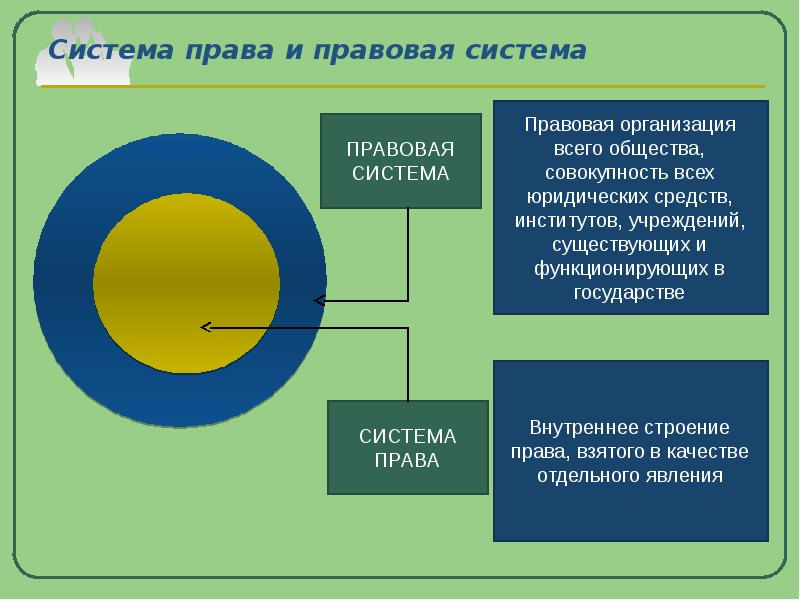 Система права и правовая система
ПРАВОВАЯ
СИСТЕМА
Правовая организация
всего общества,
совокупность всех
юридических средств,
институтов, учреждений,
существующих и
функционирующих в
государстве
СИСТЕМА
ПРАВА
Внутреннее строение
права, взятого в качестве
отдельного явления